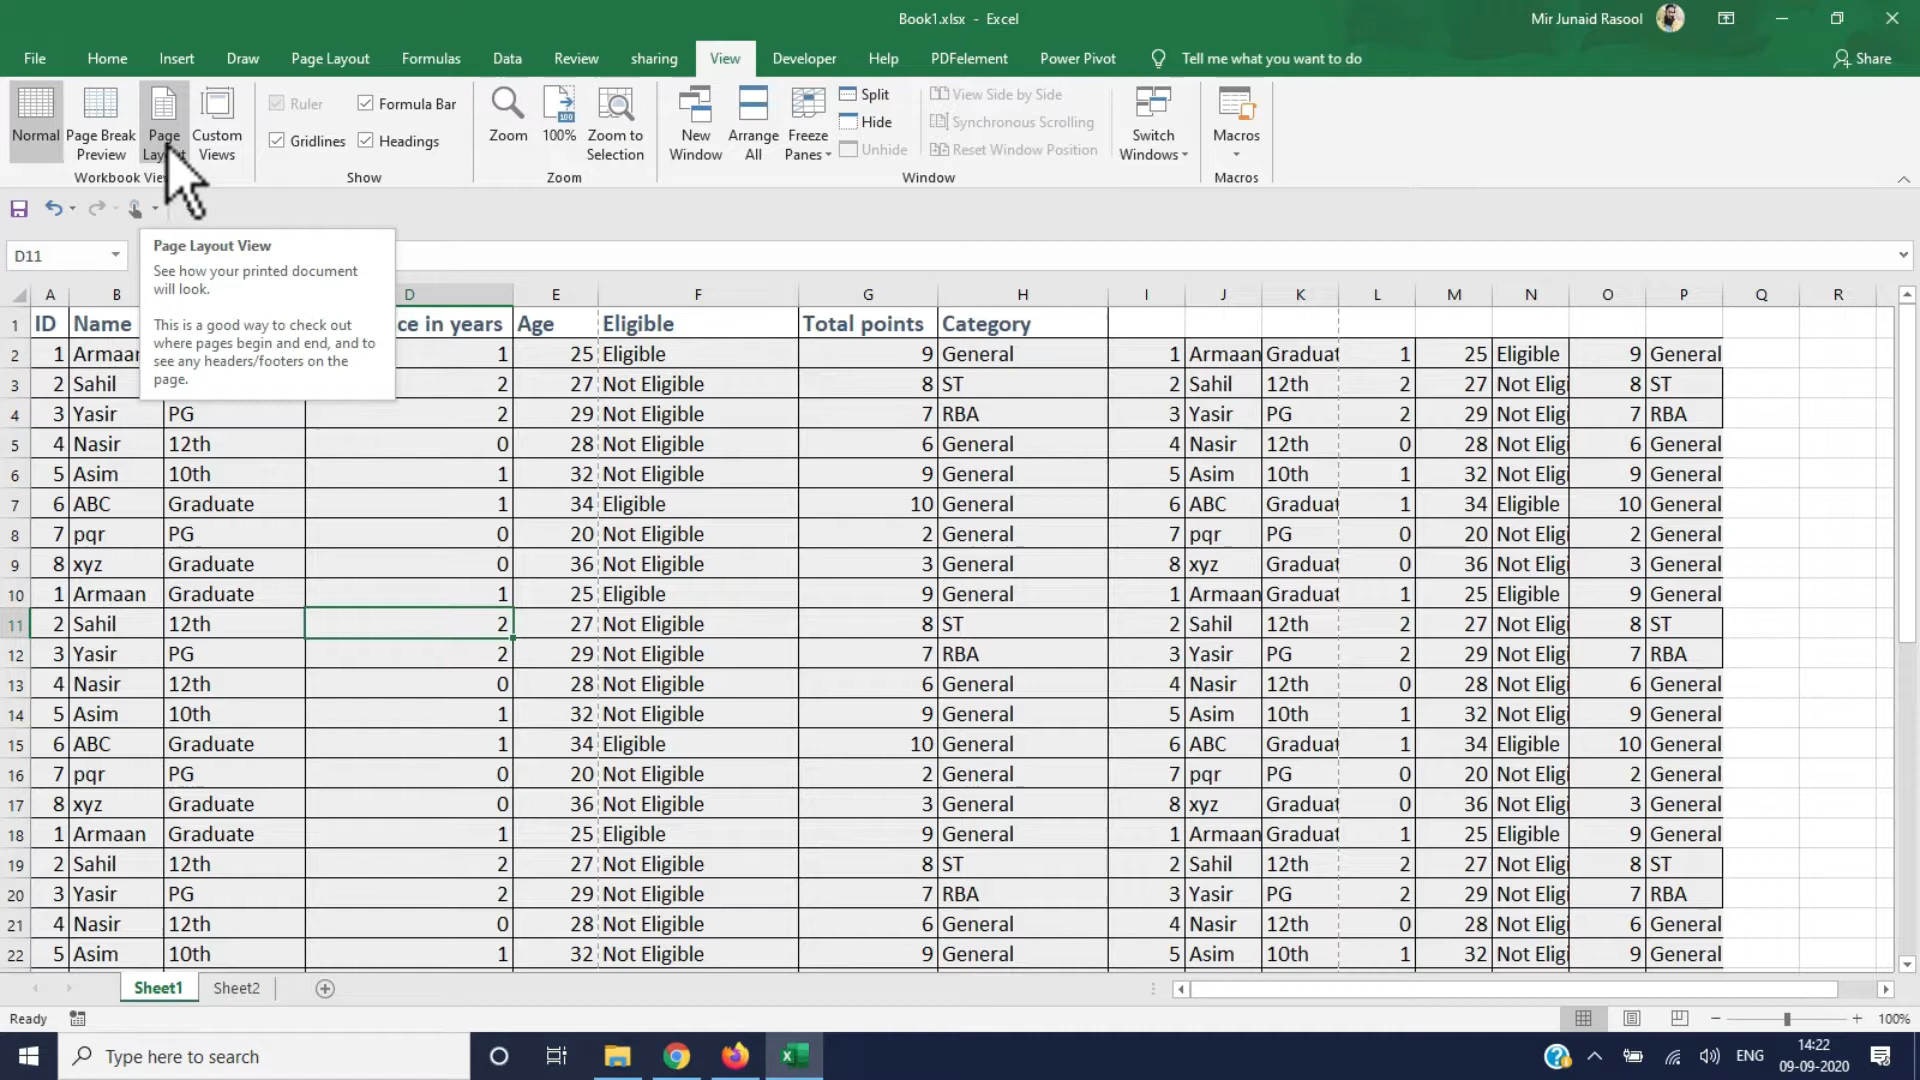 Book1.xlsx - Excel
Mir Junaid Rasool
File Home Insert Draw Page Layout Formulas Data Review sharing View Developer Help PDFelement Power Pivot Tell me what you want to do Share
Normal Page Break Preview Page Custom Views
Workbook
Ruler Formula Bar
Gridlines Headings
Show
Zoom 100% Zoom to Selection
Zoom
New Window Arrange All Freeze Panes
Split
Hide
Unhide
View Side by Side
Synchronous Scrolling
Reset Window Position
Switch Windows
Window
Macros
Macros
D11
Page Layout View
See how your printed document
will look.
This is a good way to check out
where pages begin and end, and to
see any headers/footers on the
page.
A B D E F G H I J K L M N O P Q R
1 ID Name ce in years Age Eligible Total points Category
2 1 Armaan 1 25 Eligible 9 General 1 Armaan Graduat 1 25 Eligible 9 General
3 2 Sahil 2 27 Not Eligible 8 ST 2 Sahil 12th 2 27 Not Elig 8 ST
4 3 Yasir PG 2 29 Not Eligible 7 RBA 3 Yasir PG 2 29 Not Elig 7 RBA
5 4 Nasir 12th 0 28 Not Eligible 6 General 4 Nasir 12th 0 28 Not Elig 6 General
6 5 Asim 10th 1 32 Not Eligible 9 General 5 Asim 10th 1 32 Not Elig 9 General
7 6 ABC Graduate 1 34 Eligible 10 General 6 ABC Graduat 1 34 Eligible 10 General
8 7 pqr PG 0 20 Not Eligible 2 General 7 pqr PG 0 20 Not Elig 2 General
9 8 xyz Graduate 0 36 Not Eligible 3 General 8 xyz Graduat 0 36 Not Elig 3 General
10 1 Armaan Graduate 1 25 Eligible 9 General 1 Armaan Graduat 1 25 Eligible 9 General
11 2 Sahil 12th 2 27 Not Eligible 8 ST 2 Sahil 12th 2 27 Not Elig 8 ST
12 3 Yasir PG 2 29 Not Eligible 7 RBA 3 Yasir PG 2 29 Not Elig 7 RBA
13 4 Nasir 12th 0 28 Not Eligible 6 General 4 Nasir 12th 0 28 Not Elig 6 General
14 5 Asim 10th 1 32 Not Eligible 9 General 5 Asim 10th 1 32 Not Elig 9 General
15 6 ABC Graduate 1 34 Eligible 10 General 6 ABC Graduat 1 34 Eligible 10 General
16 7 pqr PG 0 20 Not Eligible 2 General 7 pqr PG 0 20 Not Elig 2 General
17 8 xyz Graduate 0 36 Not Eligible 3 General 8 xyz Graduat 0 36 Not Elig 3 General
18 1 Armaan Graduate 1 25 Eligible 9 General 1 Armaan Graduat 1 25 Eligible 9 General
19 2 Sahil 12th 2 27 Not Eligible 8 ST 2 Sahil 12th 2 27 Not Elig 8 ST
20 3 Yasir PG 2 29 Not Eligible 7 RBA 3 Yasir PG 2 29 Not Elig 7 RBA
21 4 Nasir 12th 0 28 Not Eligible 6 General 4 Nasir 12th 0 28 Not Elig 6 General
22 5 Asim 10th 1 32 Not Eligible 9 General 5 Asim 10th 1 32 Not Elig 9 General
Sheet1 Sheet2
Ready 100%
Type here to search
ENG
14:22
09-09-2020